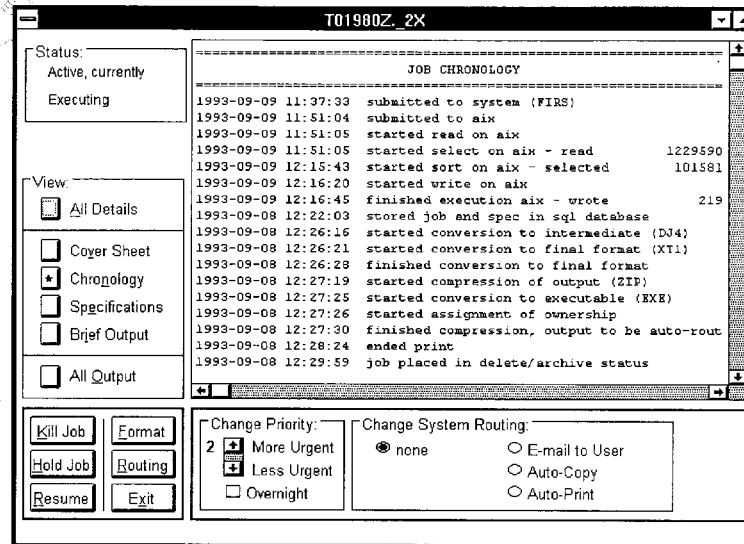 T01980Z._2X
Status:
Active, currently
Executing
View:
All Details
Cover Sheet
Chronology
Specifications
Brief Output
All Output
JOB CHRONOLOGY
1993-09-09 11:37:33 submitted to system (FIRS)
1993-09-09 11:51:04 submitted to aix
1993-09-09 11:51:05 started read on aix
1993-09-09 11:51:05 started select on aix - read 1229590
1993-09-09 12:15:43 started sort on aix - selected 101581
1993-09-09 12:16:20 started write on aix
1993-09-09 12:16:45 finished execution aix - wrote 219
1993-09-08 12:22:03 stored job and spec in sql database
1993-09-08 12:26:16 started conversion to intermediate (DJ4)
1993-09-08 12:26:21 started conversion to final format (XT1)
1993-09-08 12:26:28 finished conversion to final format
1993-09-08 12:27:19 started compression of output (ZIP)
1993-09-08 12:27:25 started conversion to executable (EXE)
1993-09-08 12:27:26 started assignment of ownership
1993-09-08 12:27:30 finished compression, output to be auto-rout
1993-09-08 12:28:24 ended print
1993-09-08 12:29:59 job placed in delete/archive status
Kill Job Format
Hold Job Routing
Resume Exit
Change Priority:
2 More Urgent
Less Urgent
Overnight
Change System Routing:
none E-mail to User
Auto-Copy
Auto-Print